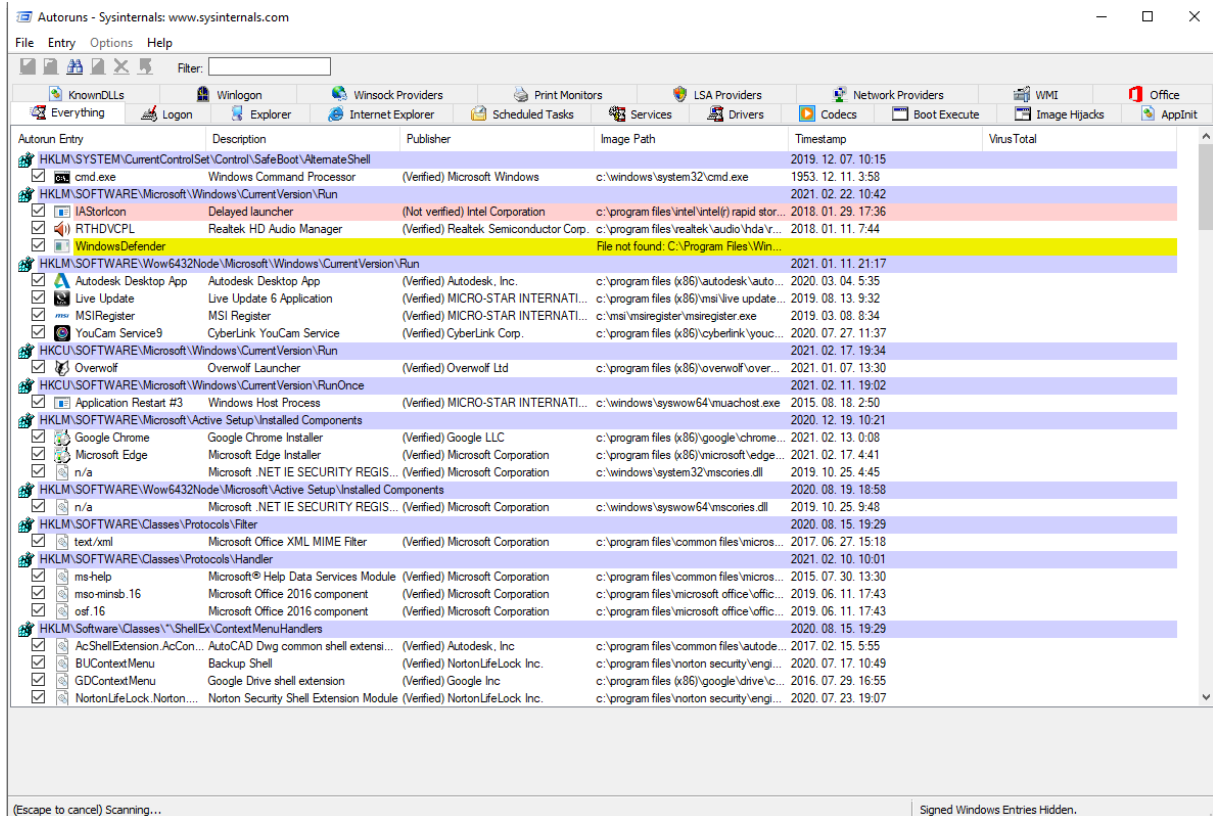 Autoruns - Sysinternals: www.sysinternals.com
File Entry Options Help
Filter:
KnownDLLs Winlogon Winsock Providers Print Monitors LSA Providers Network Providers WMI Office
Everything Logon Explorer Internet Explorer Scheduled Tasks Services Drivers Codecs Boot Execute Image Hijacks AppInit
Autorun Entry Description Publisher Image Path Timestamp VirusTotal
HKLM\SYSTEM\CurrentControlSet\Control\SafeBoot\AlternateShell 2019. 12. 07. 10:15
cmd.exe Windows Command Processor (Verified) Microsoft Windows c:\windows\system32\cmd.exe 1953. 12. 11. 3:58
HKLM\SOFTWARE\Microsoft\Windows\CurrentVersion\Run 2021. 02. 22. 10:42
IAStorIcon Delayed launcher (Not verified) Intel Corporation c:\program files\intel\intel(r) rapid stor... 2018. 01. 29. 17:36
RTHDVCPL Realtek HD Audio Manager (Verified) Realtek Semiconductor Corp. c:\program files\realtek\audio\hda\r... 2018. 01. 11. 7:44
WindowsDefender File not found: C:\Program Files\Win...
HKLM\SOFTWARE\Wow6432Node\Microsoft\Windows\CurrentVersion\Run 2021. 01. 11. 21:17
Autodesk Desktop App Autodesk Desktop App (Verified) Autodesk, Inc. c:\program files (x86)\autodesk\auto... 2020. 03. 04. 5:35
Live Update Live Update 6 Application (Verified) MICRO-STAR INTERNATI... c:\program files (x86)\msi\live update... 2019. 08. 13. 9:32
msi MSIRegister MSI Register (Verified) MICRO-STAR INTERNATI... c:\msi\msiregister\msiregister.exe 2019. 03. 08. 8:34
YouCam Service9 CyberLink YouCam Service (Verified) CyberLink Corp. c:\program files (x86)\cyberlink\youc... 2020. 07. 27. 11:37
HKCU\SOFTWARE\Microsoft\Windows\CurrentVersion\Run 2021. 02. 17. 19:34
Overwolf Overwolf Launcher (Verified) Overwolf Ltd c:\program files (x86)\overwolf\over... 2021. 01. 07. 13:30
HKCU\SOFTWARE\Microsoft\Windows\CurrentVersion\RunOnce 2021. 02. 11. 19:02
Application Restart #3 Windows Host Process (Verified) MICRO-STAR INTERNATI... c:\windows\syswow64\muachost.exe 2015. 08. 18. 2:50
HKLM\SOFTWARE\Microsoft\Active Setup\Installed Components 2020. 12. 19. 10:21
Google Chrome Google Chrome Installer (Verified) Google LLC c:\program files (x86)\google\chrome... 2021. 02. 13. 0:08
Microsoft Edge Microsoft Edge Installer (Verified) Microsoft Corporation c:\program files (x86)\microsoft\edge... 2021. 02. 17. 4:41
n/a Microsoft .NET IE SECURITY REGIS... (Verified) Microsoft Corporation c:\windows\system32\mscories.dll 2019. 10. 25. 4:45
HKLM\SOFTWARE\Wow6432Node\Microsoft\Active Setup\Installed Components 2020. 08. 19. 18:58
n/a Microsoft .NET IE SECURITY REGIS... (Verified) Microsoft Corporation c:\windows\syswow64\mscories.dll 2019. 10. 25. 9:48
HKLM\SOFTWARE\Classes\Protocols\Filter 2020. 08. 15. 19:29
text/xml Microsoft Office XML MIME Filter (Verified) Microsoft Corporation c:\program files\common files\micros... 2017. 06. 27. 15:18
HKLM\SOFTWARE\Classes\Protocols\Handler 2021. 02. 10. 10:01
ms-help Microsoft® Help Data Services Module (Verified) Microsoft Corporation c:\program files\common files\micros... 2015. 07. 30. 13:30
mso-minsb.16 Microsoft Office 2016 component (Verified) Microsoft Corporation c:\program files\microsoft office\offic... 2019. 06. 11. 17:43
osf.16 Microsoft Office 2016 component (Verified) Microsoft Corporation c:\program files\microsoft office\offic... 2019. 06. 11. 17:43
HKLM\Software\Classes\*\ShellEx\ContextMenuHandlers 2020. 08. 15. 19:29
AcShellExtension.AcCon... AutoCAD Dwg common shell extensi... (Verified) Autodesk, Inc c:\program files\common files\autode... 2017. 02. 15. 5:55
BUContextMenu Backup Shell (Verified) NortonLifeLock Inc. c:\program files\norton security\engi... 2020. 07. 17. 10:49
GDContextMenu Google Drive shell extension (Verified) Google Inc c:\program files (x86)\google\drive\c... 2016. 07. 29. 16:55
NortonLifeLock.Norton.... Norton Security Shell Extension Module (Verified) NortonLifeLock Inc. c:\program files\norton security\engi... 2020. 07. 23. 19:07
(Escape to cancel) Scanning... Signed Windows Entries Hidden.